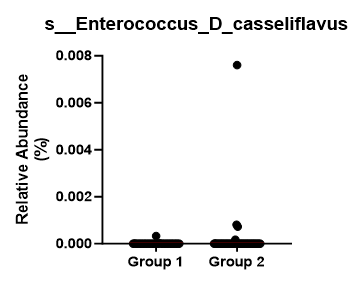 s__Enterococcus_D_casseliflavus
Relative Abundance
(%)
0.008
0.006
0.004
0.002
0.000
Group 1
Group 2